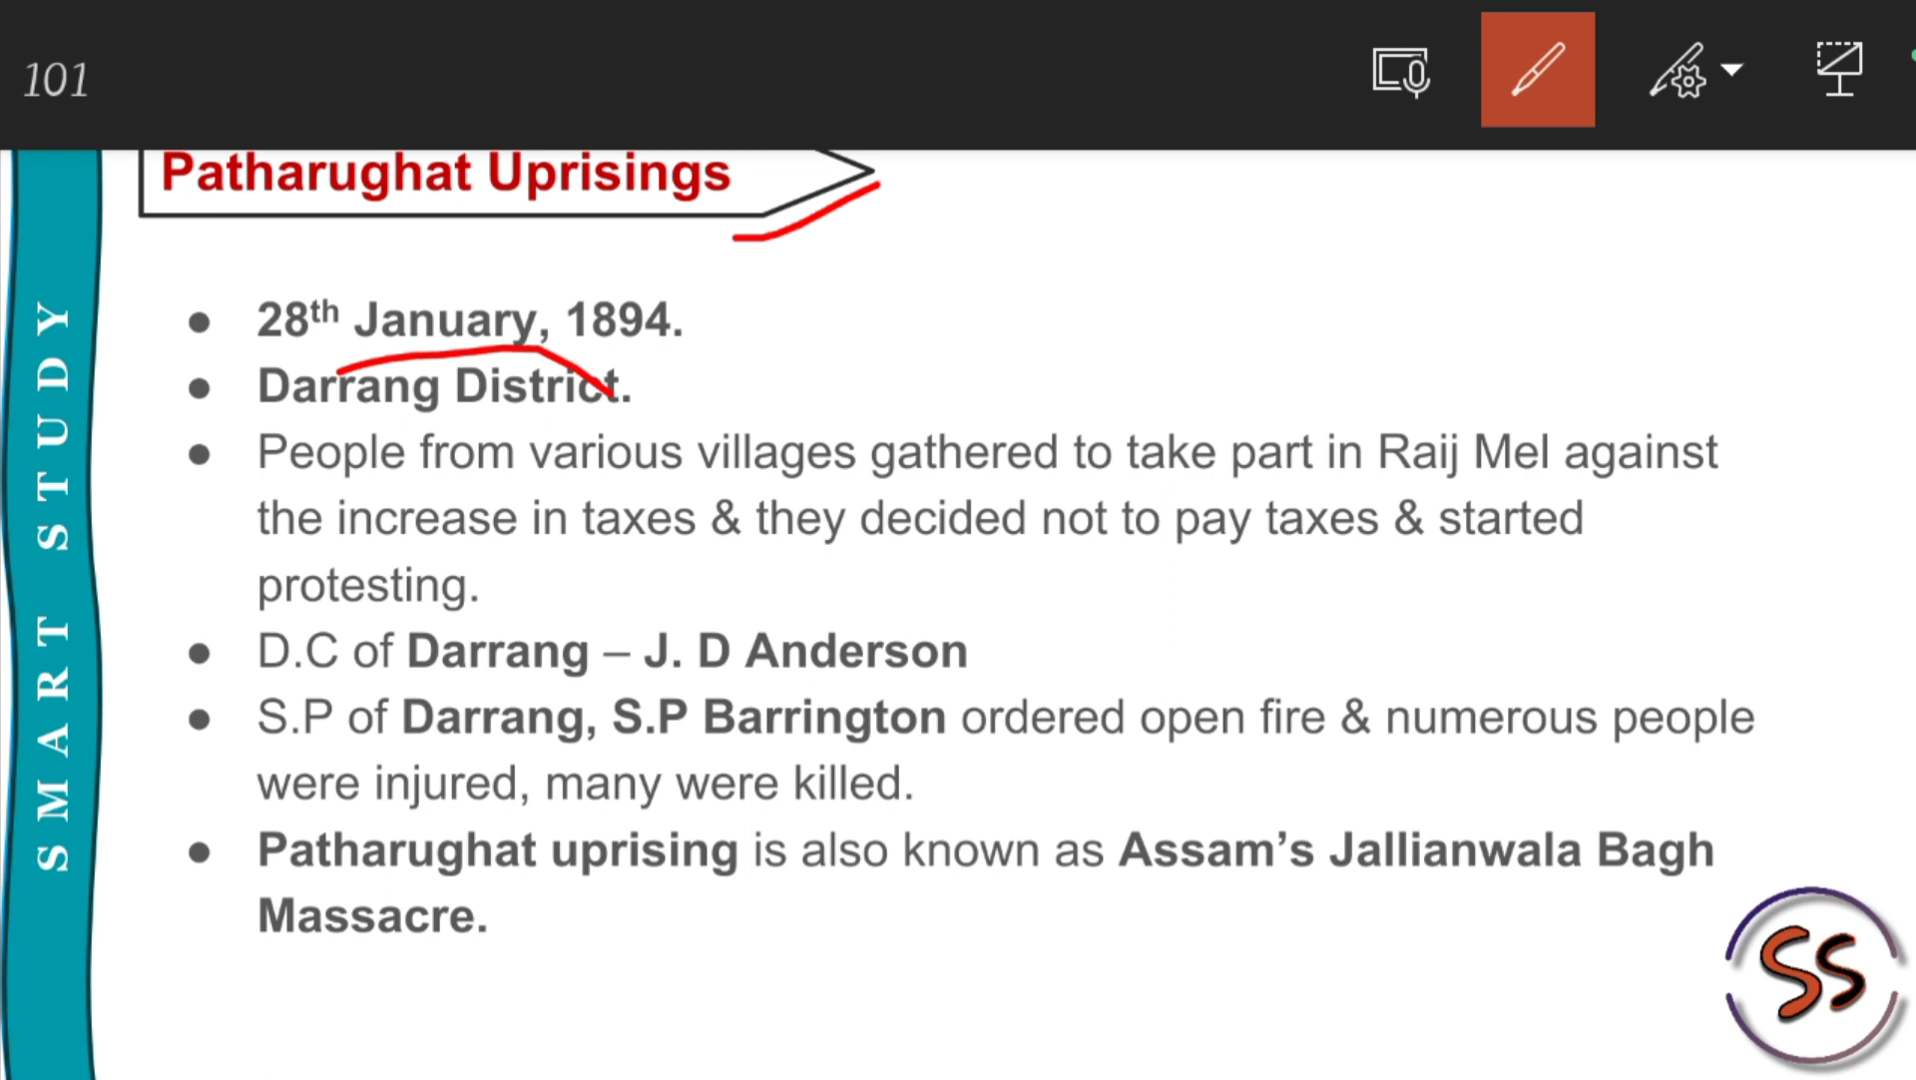 101
Patharughat Uprisings
28th January, 1894.
Darrang District.
People from various villages gathered to take part in Raij Mel against
the increase in taxes & they decided not to pay taxes & started
protesting.
D.C of Darrang – J. D Anderson
S.P of Darrang, S.P Barrington ordered open fire & numerous people
were injured, many were killed.
Patharughat uprising is also known as Assam’s Jallianwala Bagh
Massacre.
SMART STUDY
SS